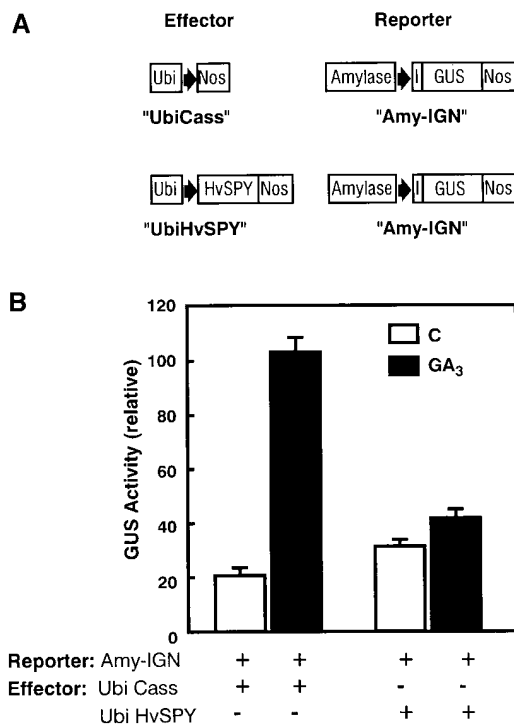 A
Effector Reporter
Ubi Nos Amylase I GUS Nos
"UbiCass" "Amy-IGN"
Ubi HvSPY Nos Amylase I GUS Nos
"UbiHvSPY" "Amy-IGN"
B
120
100
80
60
40
20
0
GUS Activity (relative)
C
GA3
Reporter: Amy-IGN + + + +
Effector: Ubi Cass + + - -
Ubi HvSPY - - + +